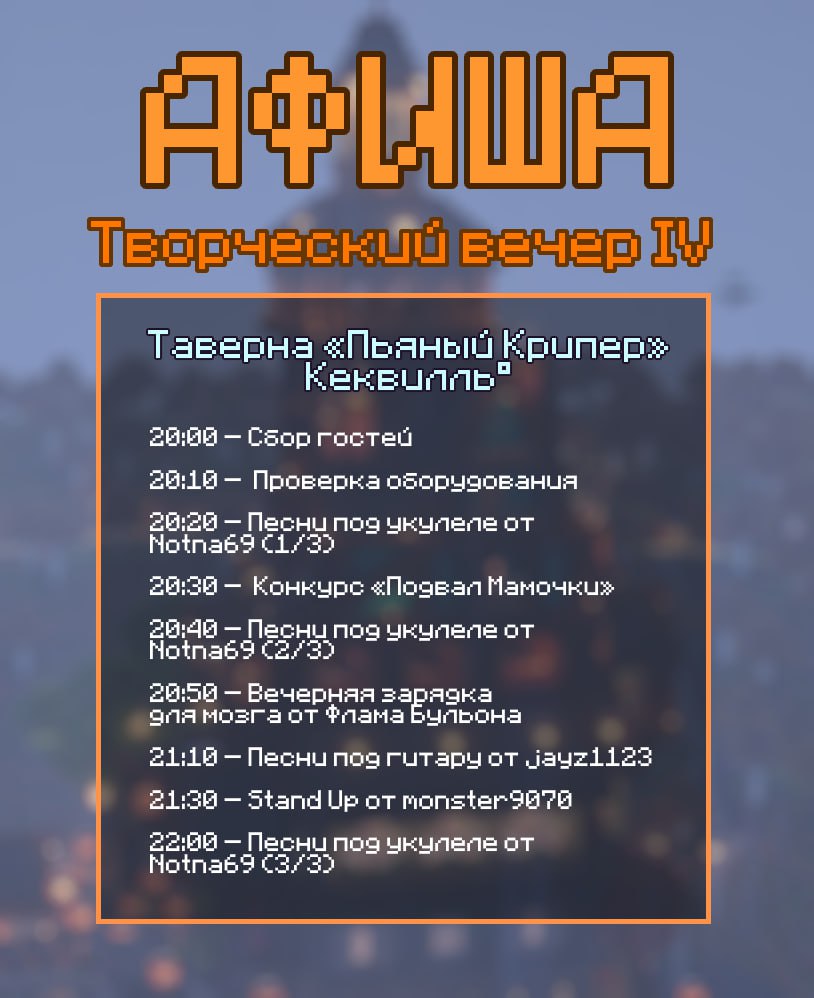 АФИША
Творческий вечер IV
Таверна «Пьяный Крипер»
Кеквилль°
20:00 — Сбор гостей
20:10 — Проверка оборудования
20:20 — Песни под укулеле от
Notna69 (1/3)
20:30 — Конкурс «Подвал Мамочки»
20:40 — Песни под укулеле от
Notna69 (2/3)
20:50 — Вечерняя зарядка
для мозга от Флама Бульона
21:10 — Песни под гитару от jayz1123
21:30 — Stand Up от monster9070
22:00 — Песни под укулеле от
Notna69 (3/3)